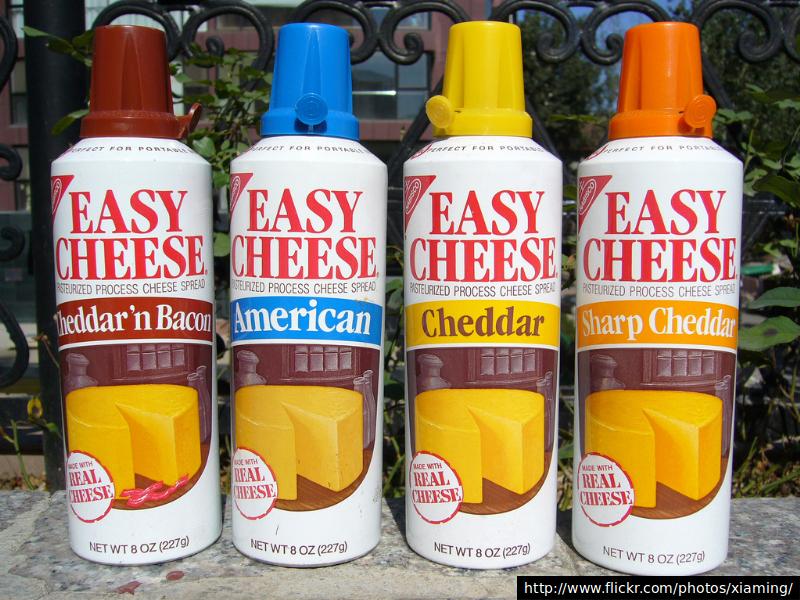 PERFECT FOR PORTABLE
EASY
CHEESE
PASTEURIZED PROCESS CHEESE SPREAD
Cheddar'n Bacon
MADE WITH
REAL
CHEESE
NET WT 8 OZ (227g)
PERFECT FOR PORTABLE
EASY
CHEESE
PASTEURIZED PROCESS CHEESE SPREAD
American
MADE WITH
REAL
CHEESE
NET WT 8 OZ (227g)
PERFECT FOR PORTABLE
NABISCO
EASY
CHEESE
PASTEURIZED PROCESS CHEESE SPREAD
Cheddar
MADE WITH
REAL
CHEESE
NET WT 8 OZ (227g)
PERFECT FOR PORTABLE
NABISCO
EASY
CHEESE
PASTEURIZED PROCESS CHEESE SPREAD
Sharp Cheddar
MADE WITH
REAL
CHEESE
NET WT 8 OZ (227g)
http://www.flickr.com/photos/xiaming/